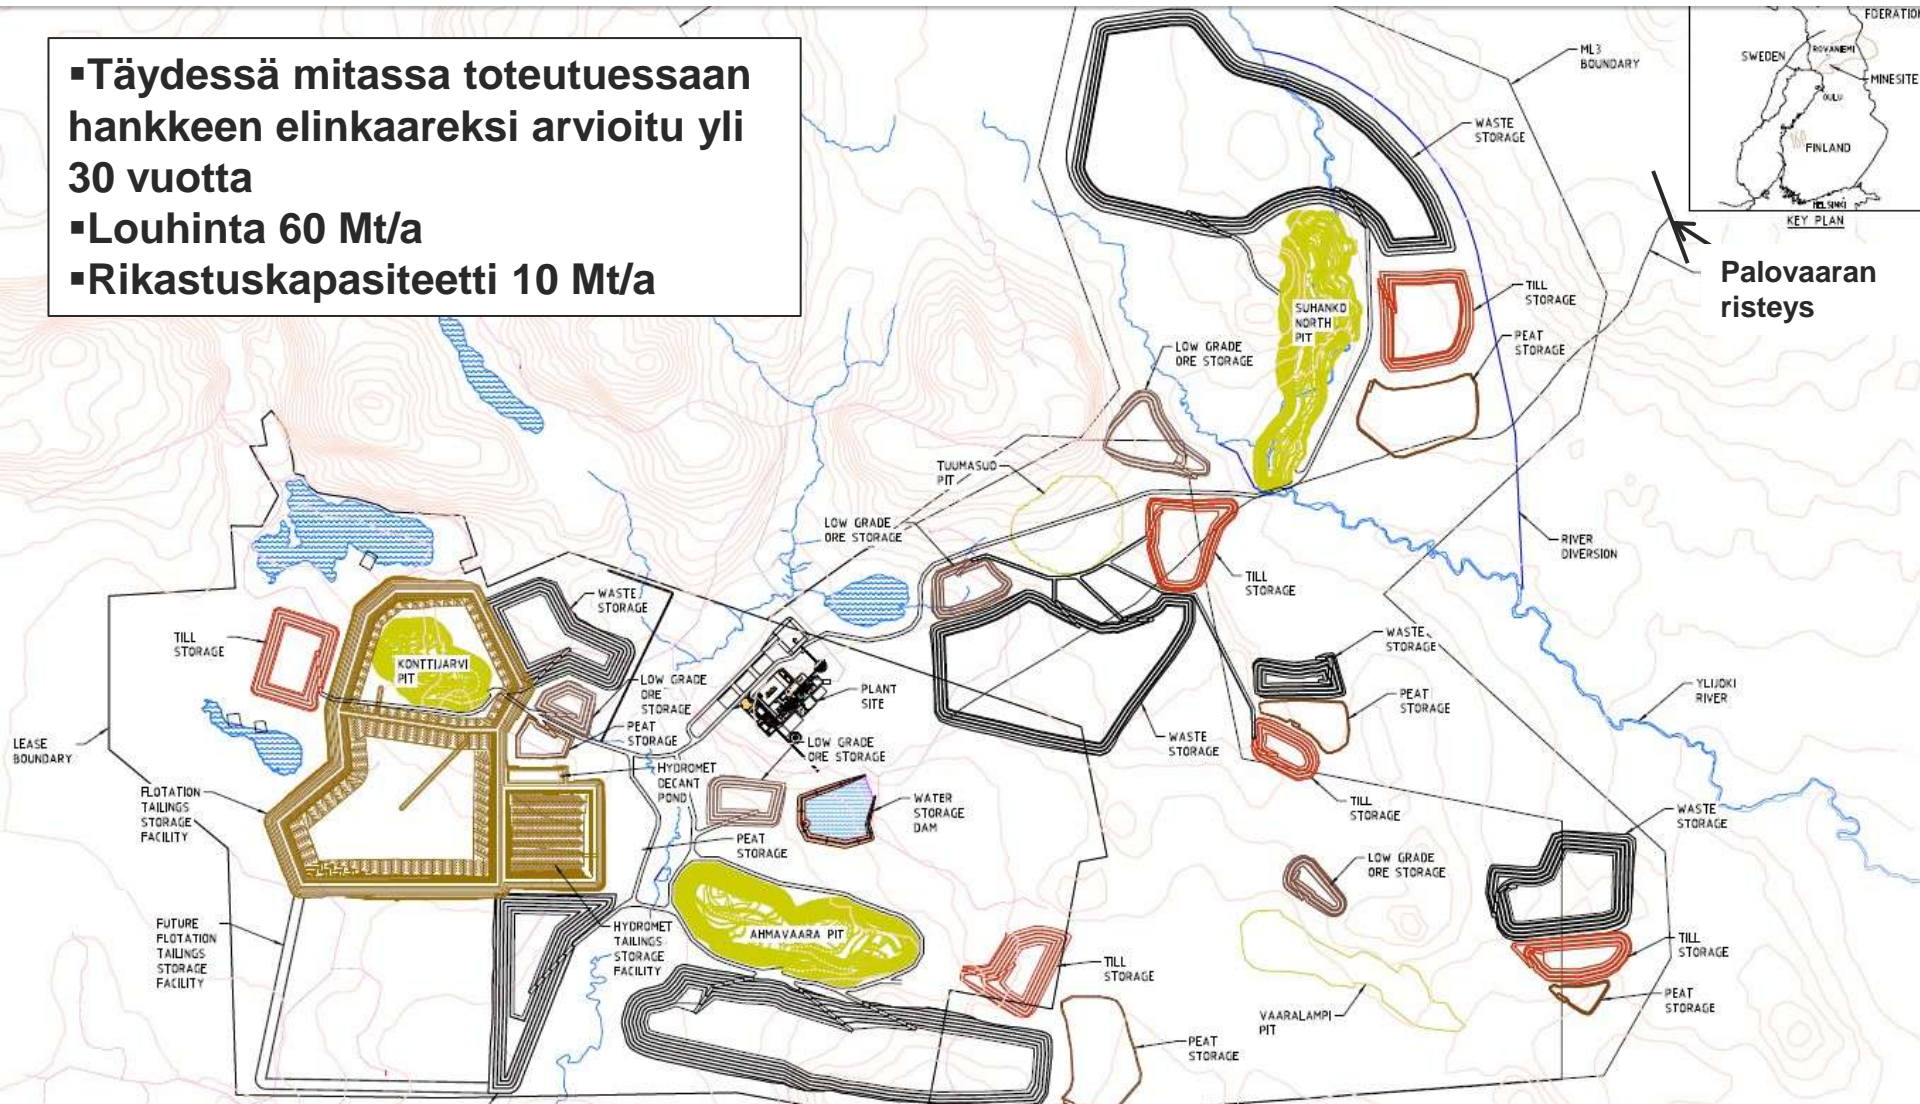 ▪Täydessä mitassa toteutuessaan
hankkeen elinkaareksi arvioitu yli
30 vuotta
▪Louhinta 60 Mt/a
▪Rikastuskapasiteetti 10 Mt/a
ML3
BOUNDARY
SWEDEN
ROVANIEMI
MINESITE
OULU
FINLAND
HELSINKI
KEY PLAN
Palovaaran
risteys
WASTE
STORAGE
TILL
STORAGE
PEAT
STORAGE
SUHANKO
NORTH
PIT
LOW GRADE
ORE STORAGE
TUUMASUO
PIT
LOW GRADE
ORE STORAGE
RIVER
DIVERSION
TILL
STORAGE
WASTE
STORAGE
TILL
STORAGE
KONTTIJARVI
PIT
LOW GRADE
ORE
STORAGE
PEAT
STORAGE
PLANT
SITE
WASTE
STORAGE
PEAT
STORAGE
YLIJOKI
RIVER
LEASE
BOUNDARY
WASTE
STORAGE
LOW GRADE
ORE STORAGE
HYDROMET
DECANT
POND
FLOTATION
TAILINGS
STORAGE
FACILITY
WATER
STORAGE
DAM
TILL
STORAGE
WASTE
STORAGE
PEAT
STORAGE
LOW GRADE
ORE STORAGE
FUTURE
FLOTATION
TAILINGS
STORAGE
FACILITY
HYDROMET
TAILINGS
STORAGE
FACILITY
AHMAVAARA PIT
TILL
STORAGE
TILL
STORAGE
PEAT
STORAGE
VAARALAMPI
PIT
PEAT
STORAGE